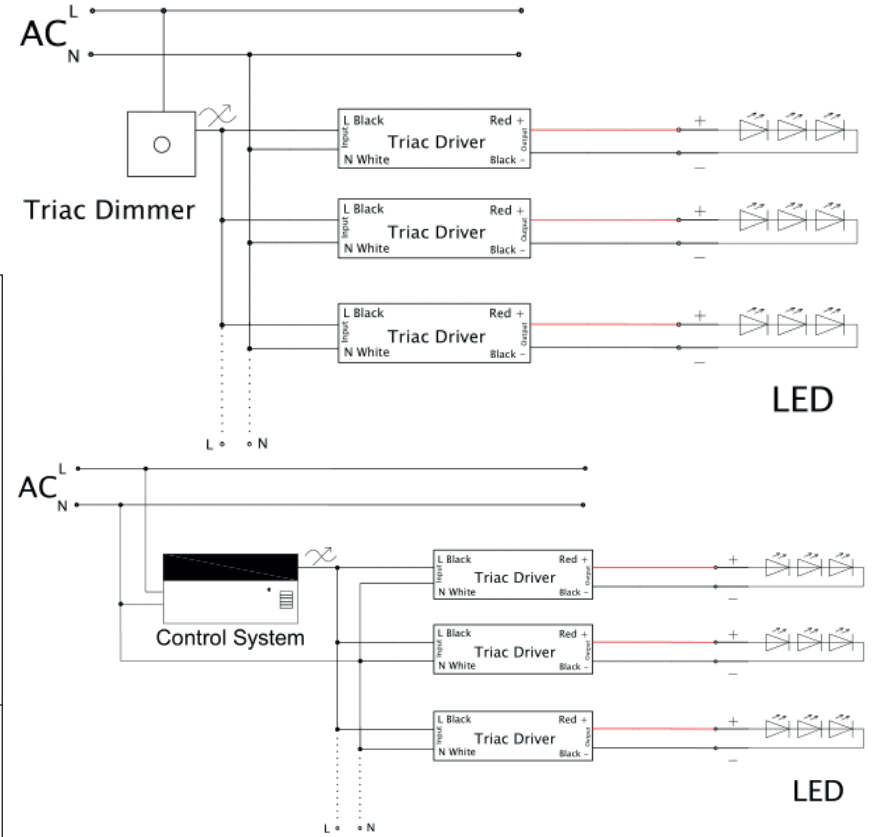 L
AC
N
L Black Red +
Input Triac Driver Output
N White Black -
Triac Dimmer
L Black Red +
Input Triac Driver Output
N White Black -
L Black Red +
Input Triac Driver Output
N White Black -
+
−
+
−
+
−
LED
L N
L
AC
N
L Black Red +
Input Triac Driver Output
N White Black -
Control System
L Black Red +
Input Triac Driver Output
N White Black -
L Black Red +
Input Triac Driver Output
N White Black -
+
−
+
−
+
−
LED
L N